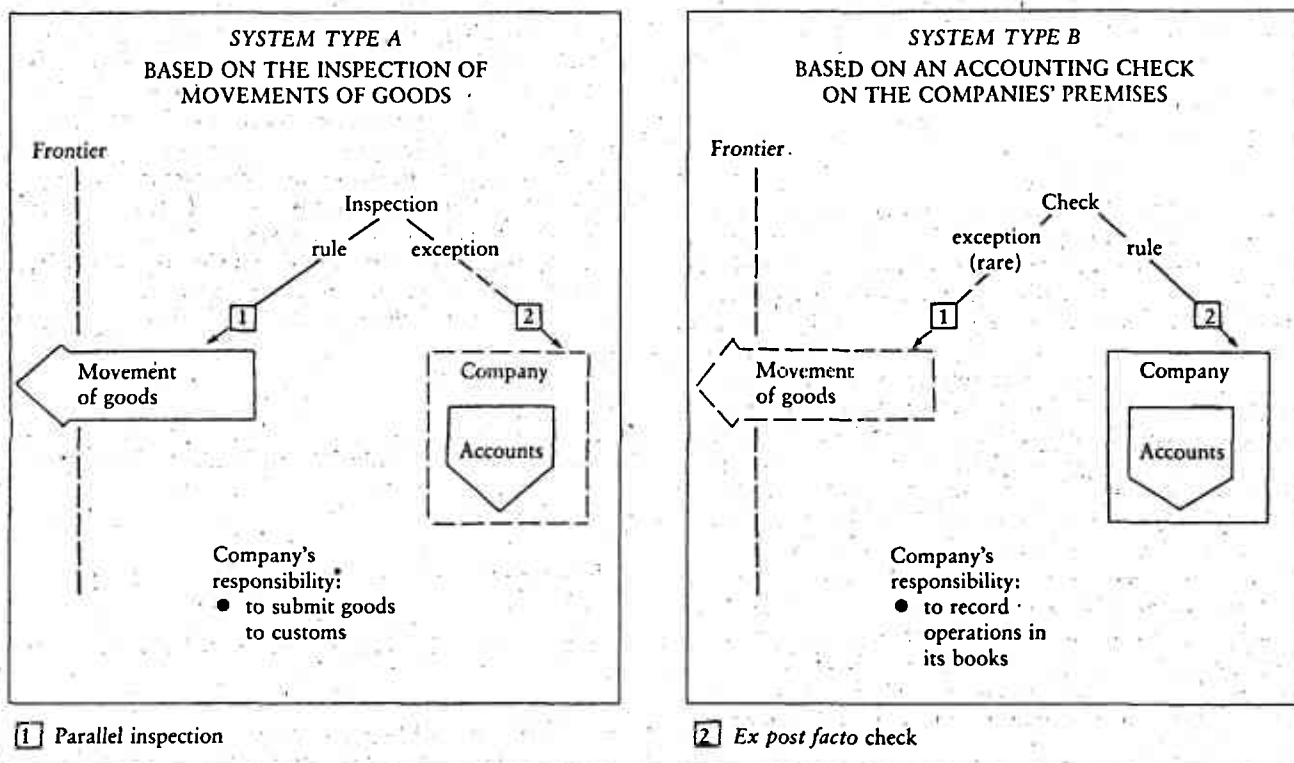 SYSTEM TYPE A
BASED ON THE INSPECTION OF
MOVEMENTS OF GOODS
Frontier
Inspection
rule
exception
1
2
Movement
of goods
Company
Accounts
Company's
responsibility:
● to submit goods
to customs
SYSTEM TYPE B
BASED ON AN ACCOUNTING CHECK
ON THE COMPANIES' PREMISES
Frontier
Check
exception
(rare)
rule
1
2
Movement
of goods
Company
Accounts
Company's
responsibility:
● to record
operations in
its books
1 Parallel inspection
2 Ex post facto check